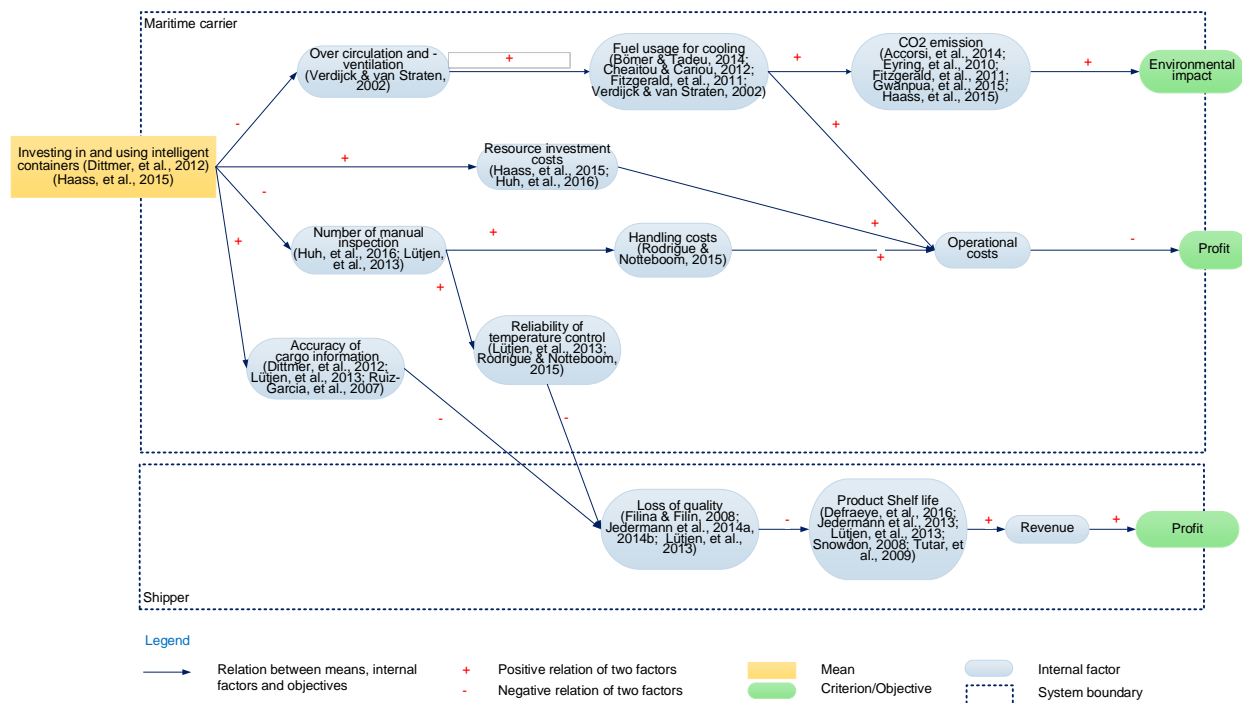 Maritime carrier
Over circulation and -
ventilation
(Verdijck & van Straten,
2002)
+
Fuel usage for cooling
(Bömer & Tadeu, 2014;
Cheaitou & Cariou, 2012;
Fitzgerald, et al., 2011;
Verdijck & van Straten, 2002)
+
CO2 emission
(Accorsi, et al., 2014;
Eyring, et al., 2010;
Fitzgerald, et al., 2011;
Gwanpua, et al., 2015;
Haass, et al., 2015)
+
Environmental
impact
-
+
Investing in and using intelligent
containers (Dittmer, et al., 2012)
(Haass, et al., 2015)
+
Resource investment
costs
(Haass, et al., 2015;
Huh, et al., 2016)
-
+
+
Number of manual
inspection
(Huh, et al., 2016; Lütjen,
et al., 2013)
+
Handling costs
(Rodrigue &
Notteboom, 2015)
+
Operational
costs
-
Profit
+
Reliability of
temperature control
(Lütjen, et al., 2013;
Rodrigue & Notteboom,
2015)
Accuracy of
cargo information
(Dittmer, et al., 2012;
Lütjen, et al., 2013; Ruiz-
Garcia, et al., 2007)
-
-
Loss of quality
(Filina & Filin, 2008;
Jedermann et al., 2014a,
2014b; Lütjen, et al.,
2013)
-
Product Shelf life
(Defraeye, et al., 2016;
Jedermann et al., 2013;
Lütjen, et al., 2013;
Snowdon, 2008; Tutar, et
al., 2009)
+
Revenue
+
Profit
Shipper
Legend
Relation between means, internal
factors and objectives
+ Positive relation of two factors
- Negative relation of two factors
Mean
Criterion/Objective
Internal factor
System boundary